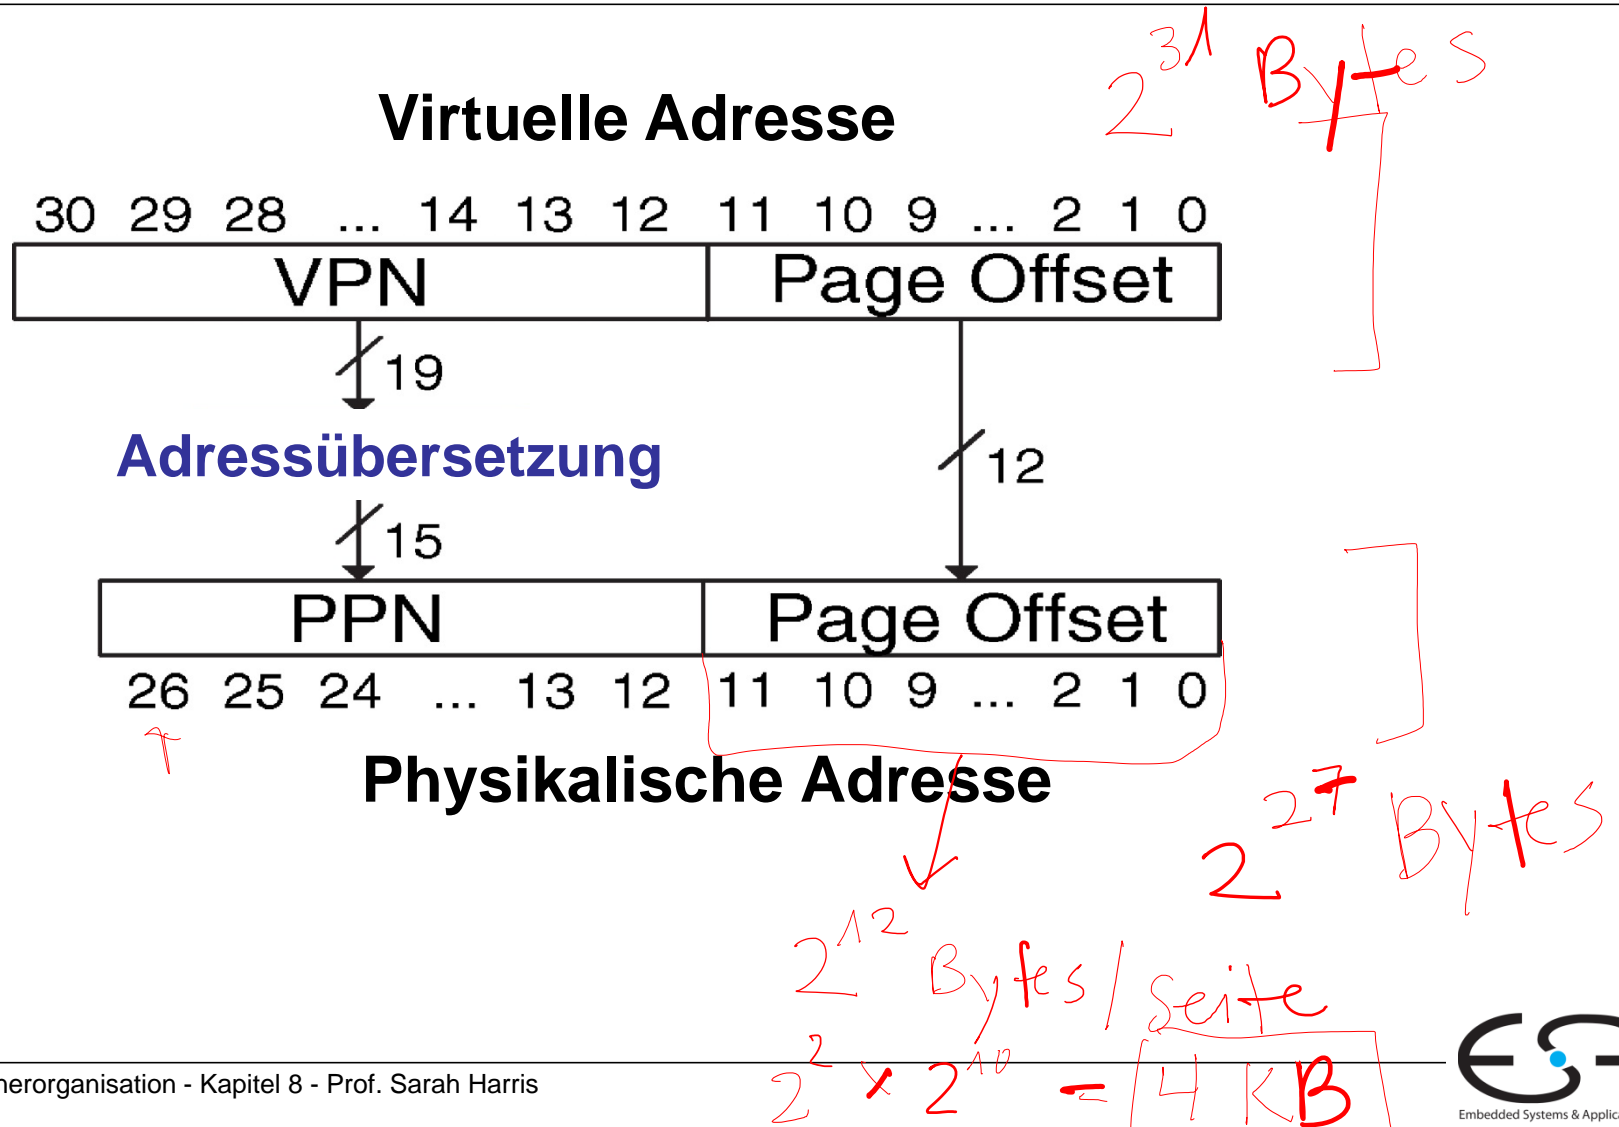 2^31 Bytes
Virtuelle Adresse
30 29 28 ... 14 13 12 11 10 9 ... 2 1 0
VPN Page Offset
19
Adressübersetzung
12
15
PPN Page Offset
26 25 24 ... 13 12 11 10 9 ... 2 1 0
Physikalische Adresse
2^27 Bytes
2^12 Bytes/Seite
2^2 × 2^10 = 4 KB
nerorganisation - Kapitel 8 - Prof. Sarah Harris
ES
Embedded Systems & Applica